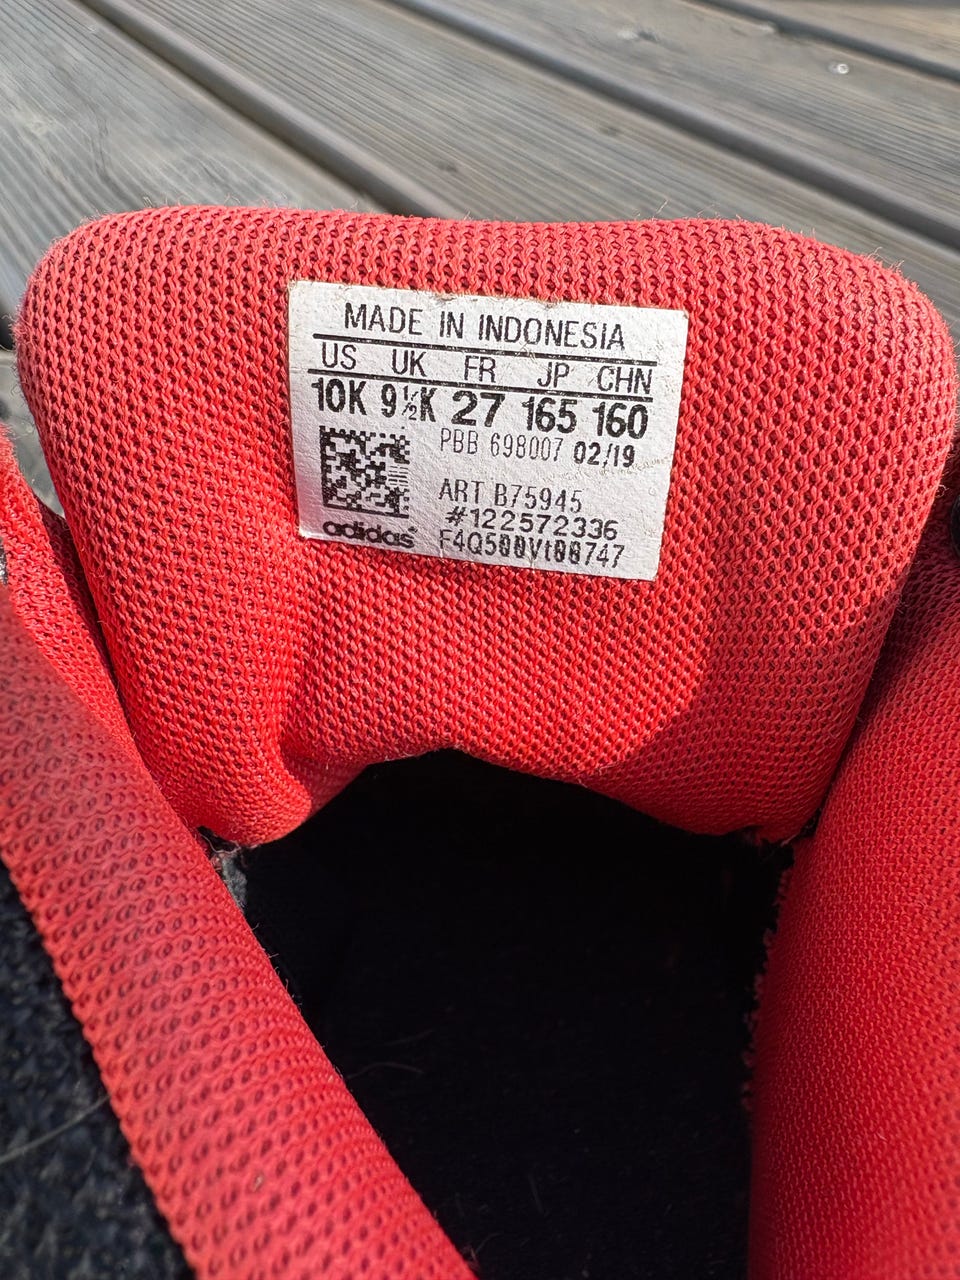 MADE IN INDONESIA
US UK FR JP CHN
10K 9½K 27 165 160
PBB 698007 02/19
ART B75945
#122572336
adidas